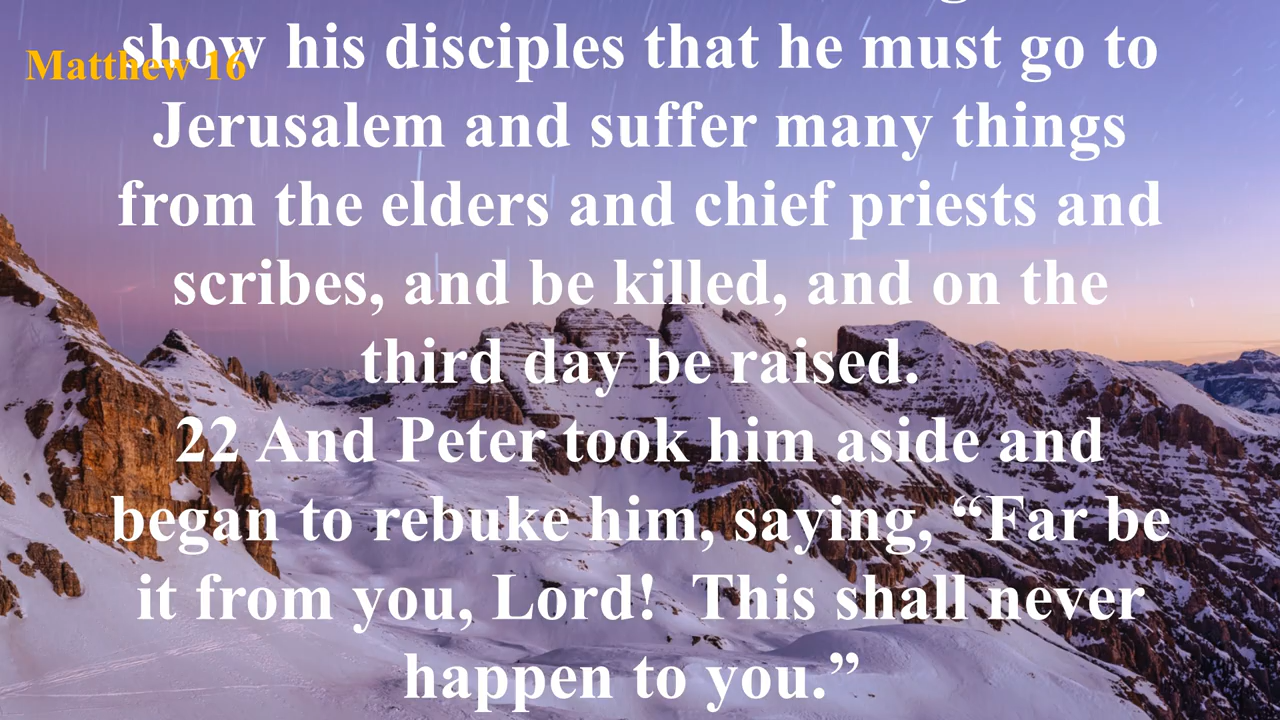 Matthew 16
show his disciples that he must go to
Jerusalem and suffer many things
from the elders and chief priests and
scribes, and be killed, and on the
third day be raised.
22 And Peter took him aside and
began to rebuke him, saying, “Far be
it from you, Lord!  This shall never
happen to you.”